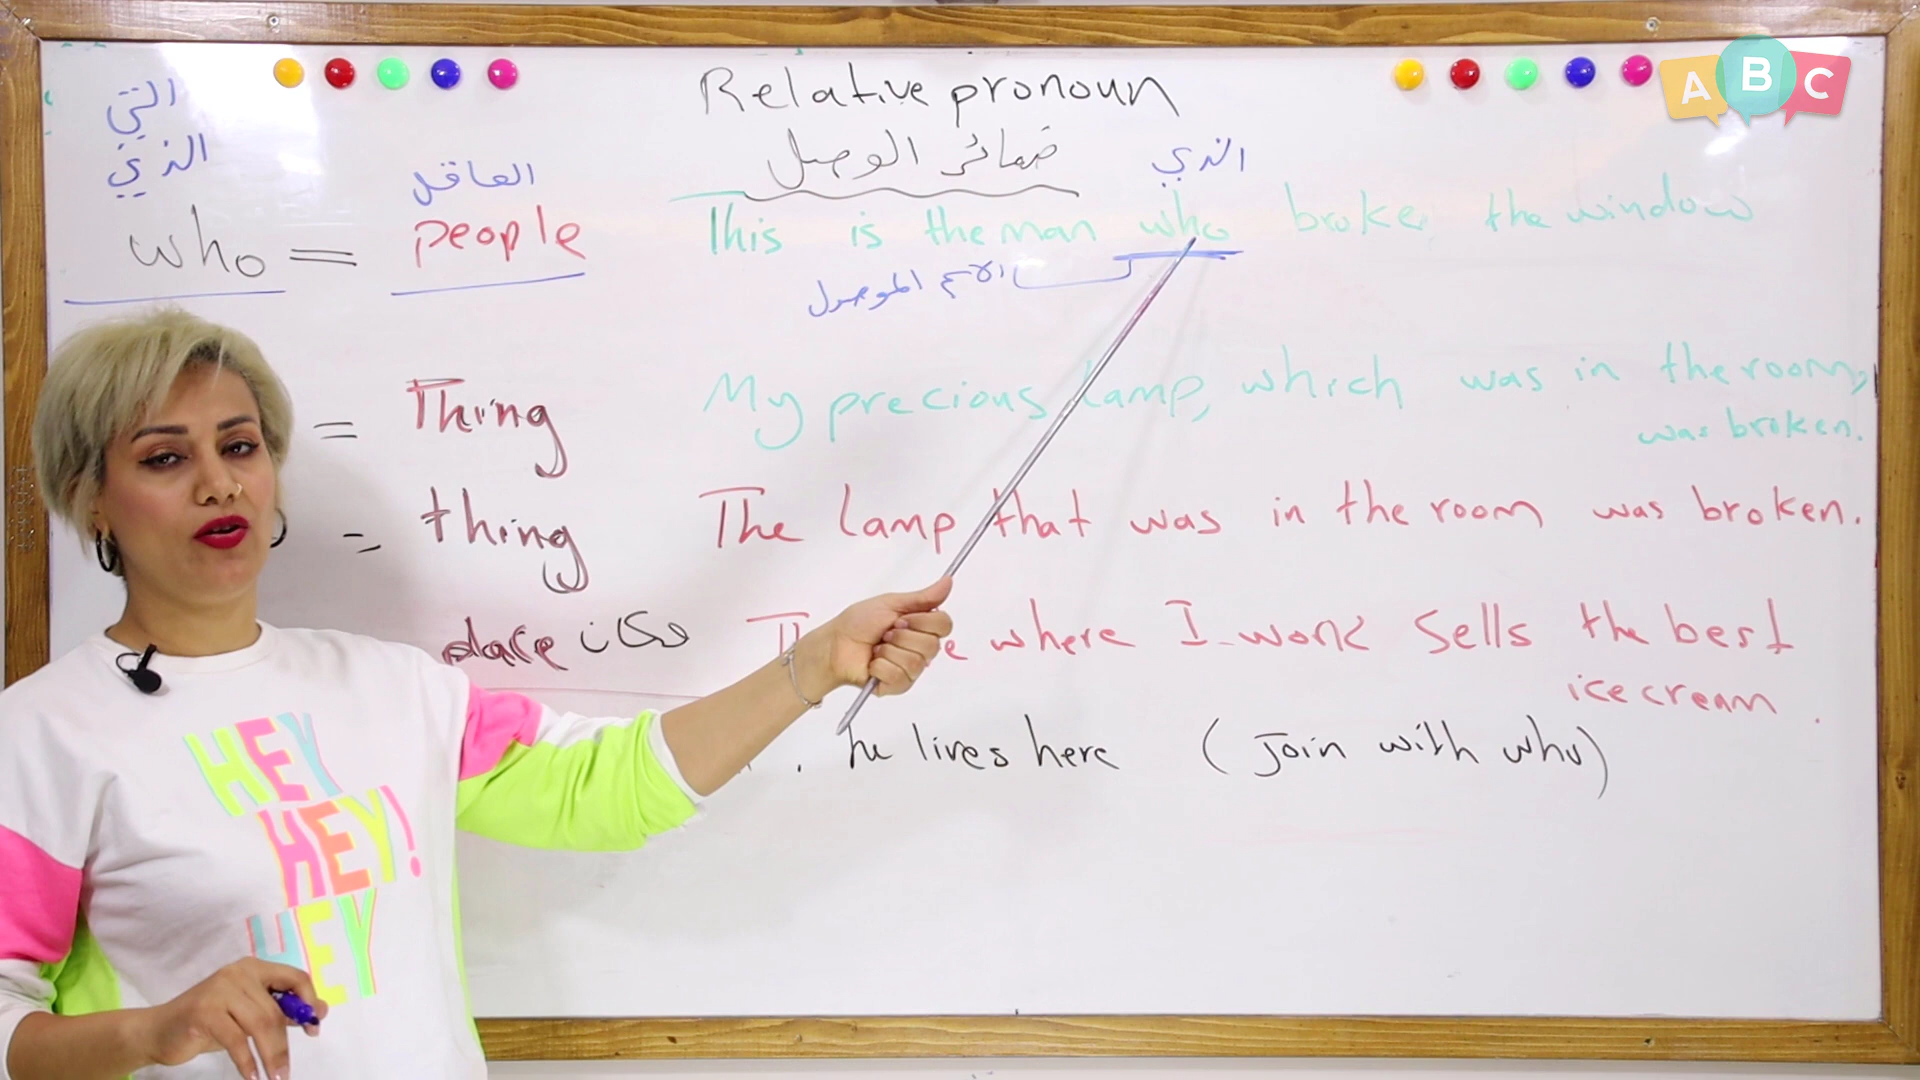 A B C
Relative pronoun
ضمائر الوصل
التي
الذي
العاقل
الذي
who = people
This is the man who broke the window
الاسم الموصول
= Thing
My precious lamp, which was in the room,
was broken.
= thing
The lamp that was in the room was broken.
place مكان
where I work sells the best
icecream.
. he lives here (Join with who)
HEY
HEY!
HEY